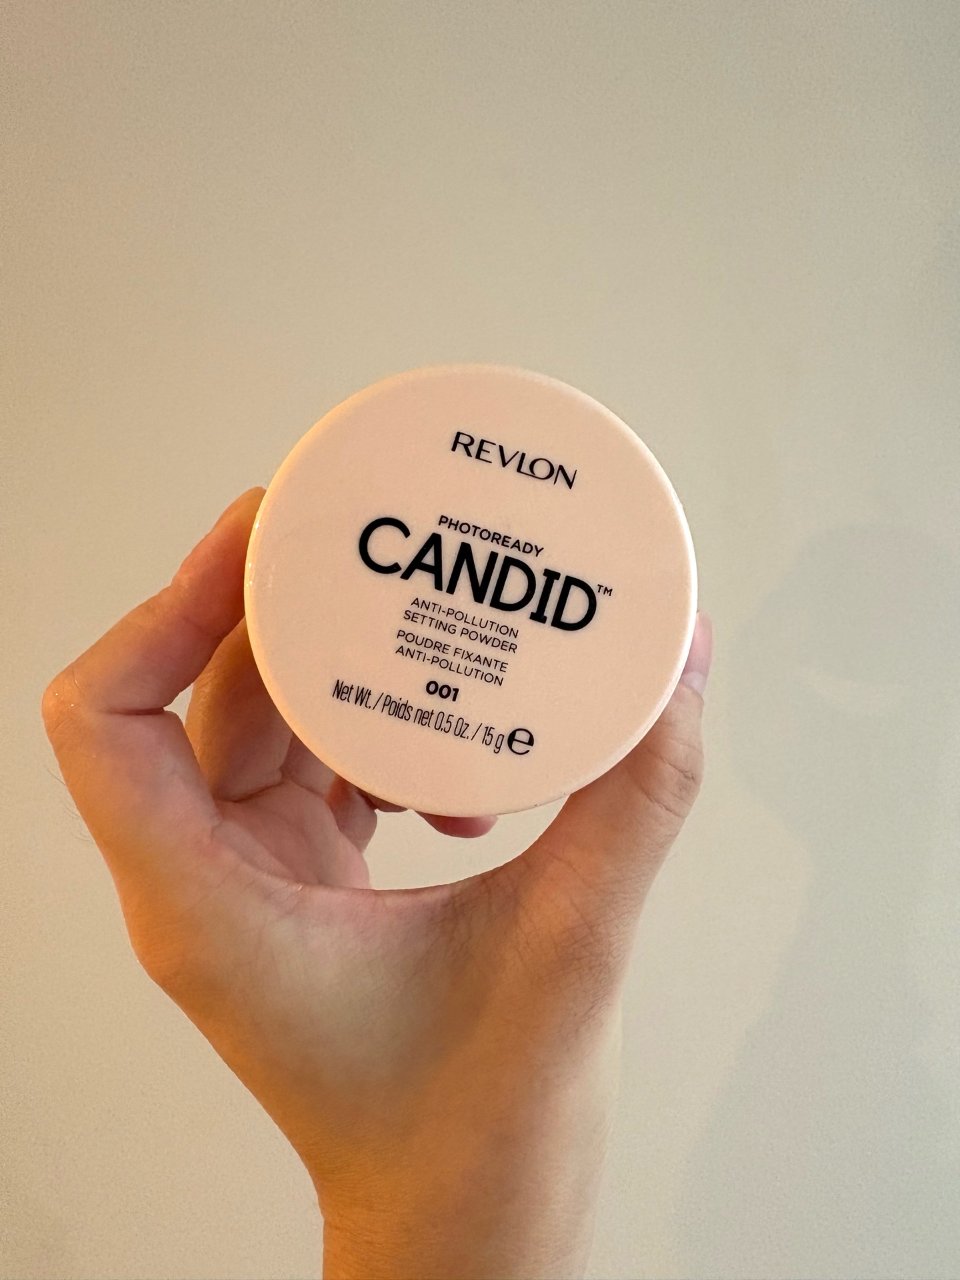 REVLON
PHOTOREADY
CANDID™
ANTI-POLLUTION
SETTING POWDER
POUDRE FIXANTE
ANTI-POLLUTION
001
Net Wt. / Poids net 0.5 Oz. / 15 g ℮